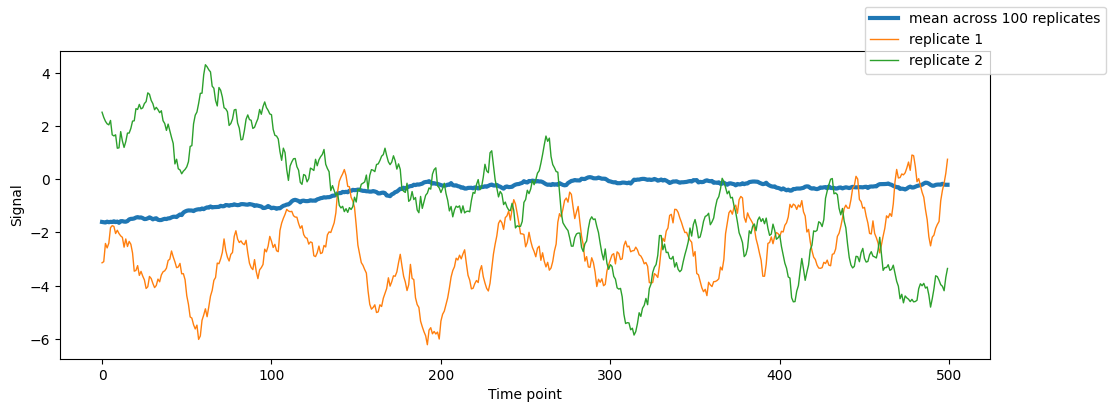 mean across 100 replicates
replicate 1
replicate 2
4
2
0
−2
−4
−6
Signal
0 100 200 300 400 500
Time point